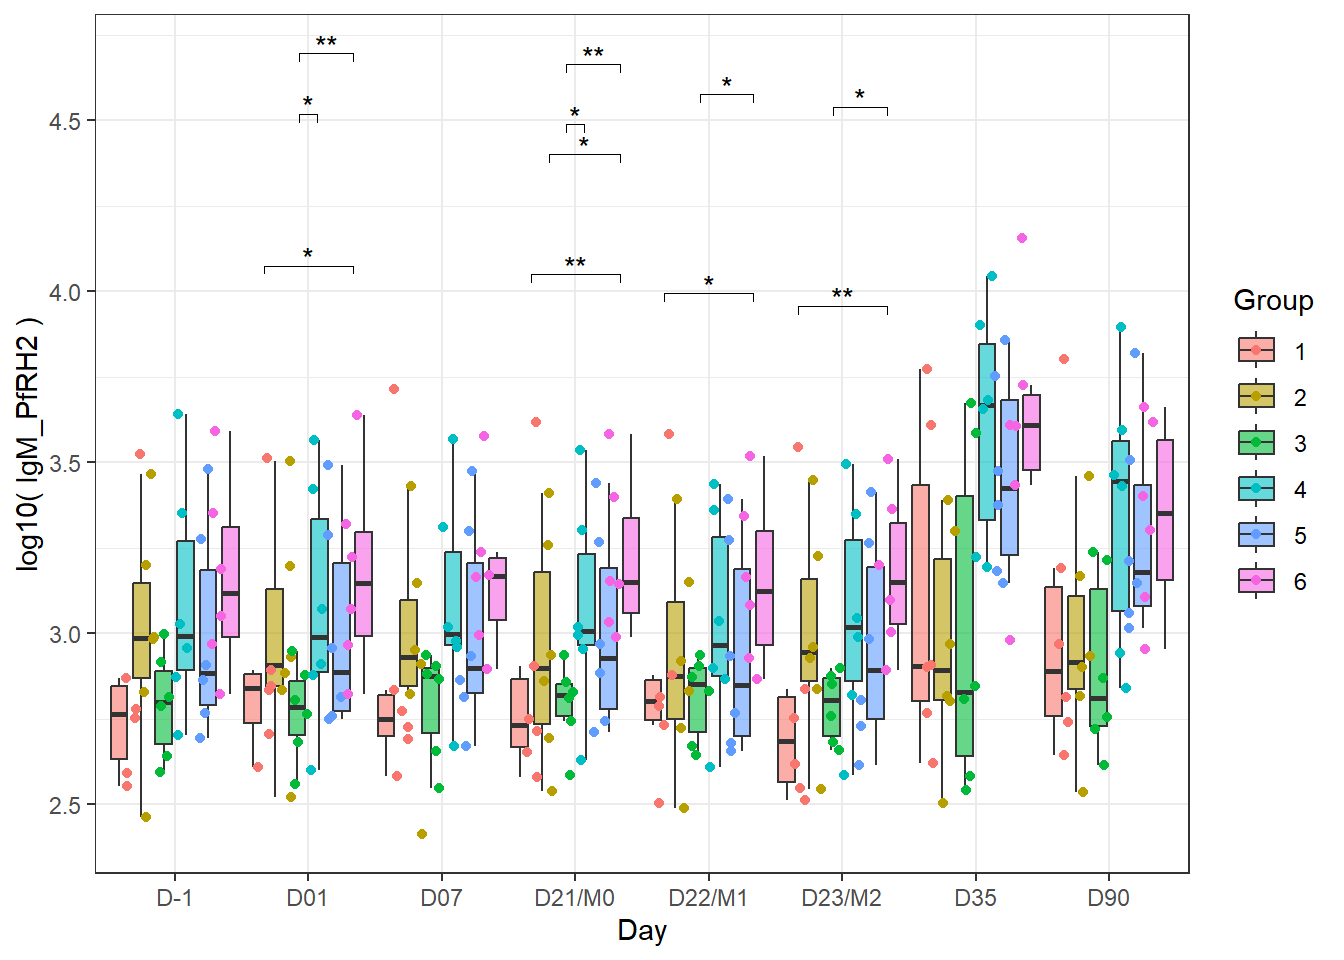 **
**
*
*
*
*
*
*
**
*
**
4.5
4.0
3.5
3.0
2.5
log10( IgM_PfRH2 )
D-1
D01
D07
D21/M0
D22/M1
D23/M2
D35
D90
Day
Group
1
2
3
4
5
6